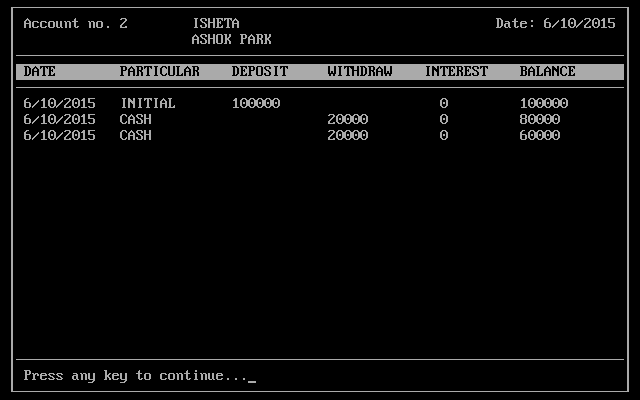 Account no. 2 ISHETA Date: 6/10/2015
ASHOK PARK
DATE PARTICULAR DEPOSIT WITHDRAW INTEREST BALANCE
6/10/2015 INITIAL 100000 0 100000
6/10/2015 CASH 20000 0 80000
6/10/2015 CASH 20000 0 60000
Press any key to continue..._